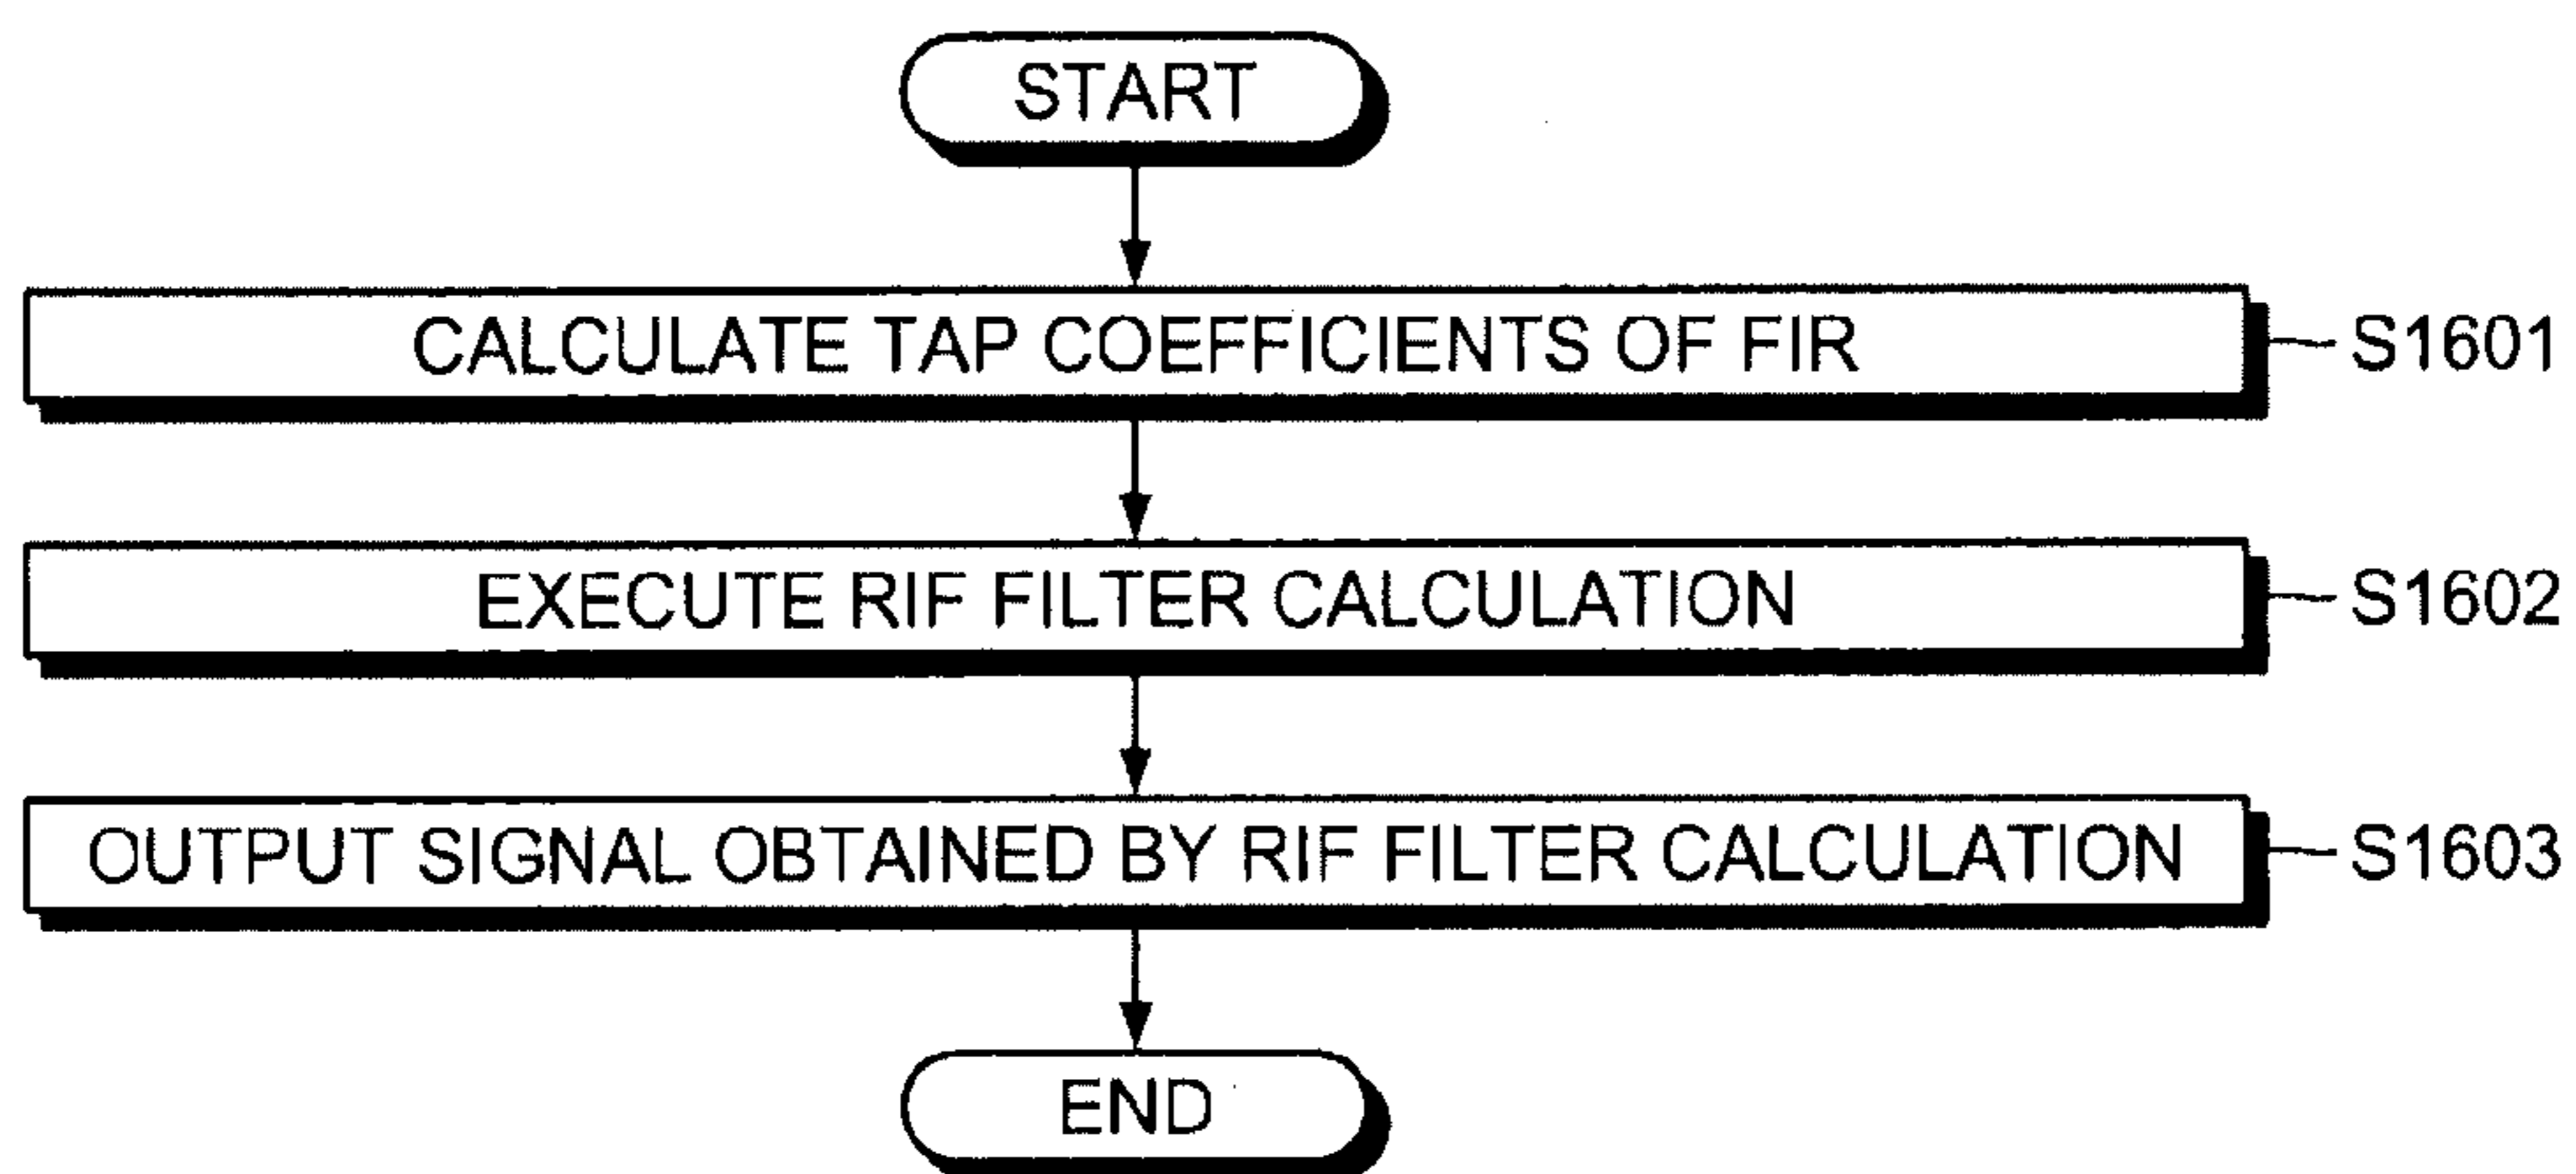 START
CALCULATE TAP COEFFICIENTS OF FIR
S1601
EXECUTE RIF FILTER CALCULATION
S1602
OUTPUT SIGNAL OBTAINED BY RIF FILTER CALCULATION
S1603
END